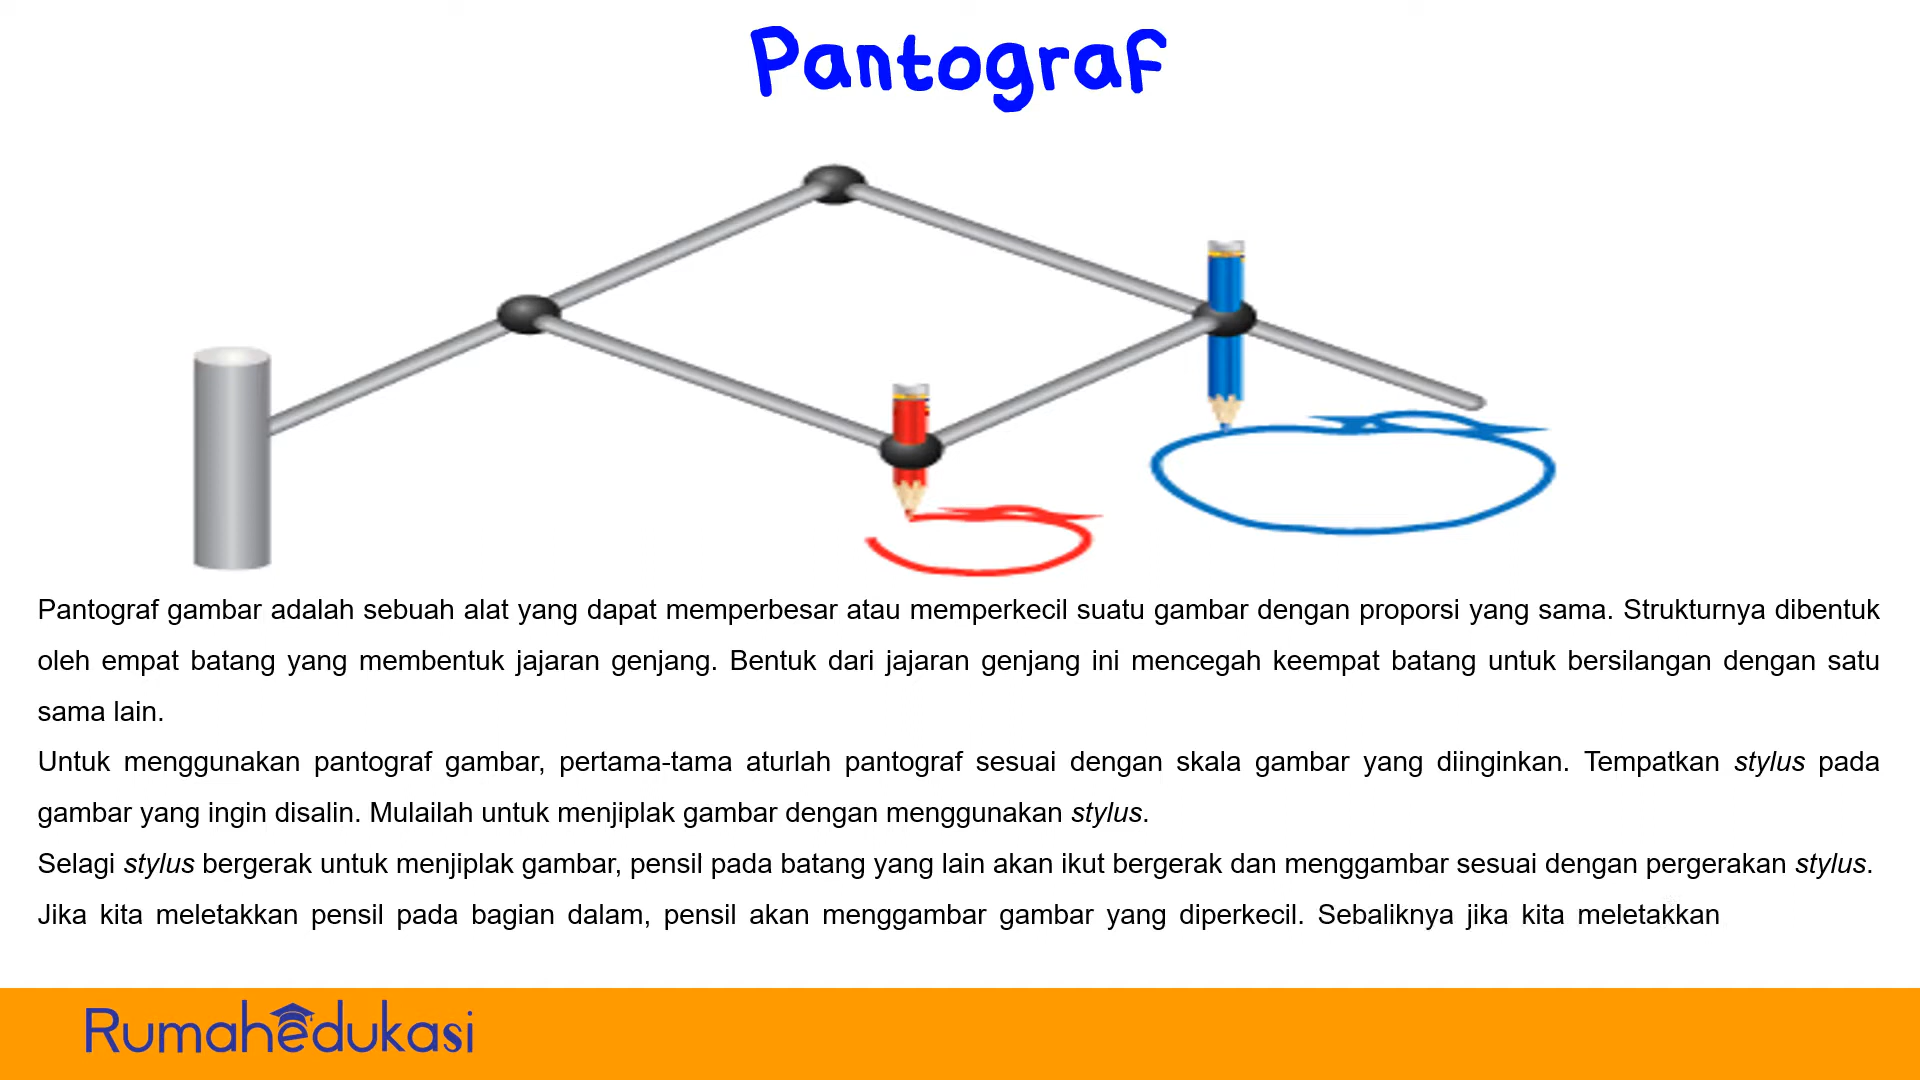 Pantograf
Pantograf gambar adalah sebuah alat yang dapat memperbesar atau memperkecil suatu gambar dengan proporsi yang sama. Strukturnya dibentuk
oleh empat batang yang membentuk jajaran genjang. Bentuk dari jajaran genjang ini mencegah keempat batang untuk bersilangan dengan satu
sama lain.
Untuk menggunakan pantograf gambar, pertama-tama aturlah pantograf sesuai dengan skala gambar yang diinginkan. Tempatkan stylus pada
gambar yang ingin disalin. Mulailah untuk menjiplak gambar dengan menggunakan stylus.
Selagi stylus bergerak untuk menjiplak gambar, pensil pada batang yang lain akan ikut bergerak dan menggambar sesuai dengan pergerakan stylus.
Jika kita meletakkan pensil pada bagian dalam, pensil akan menggambar gambar yang diperkecil. Sebaliknya jika kita meletakkan
Rumahedukasi